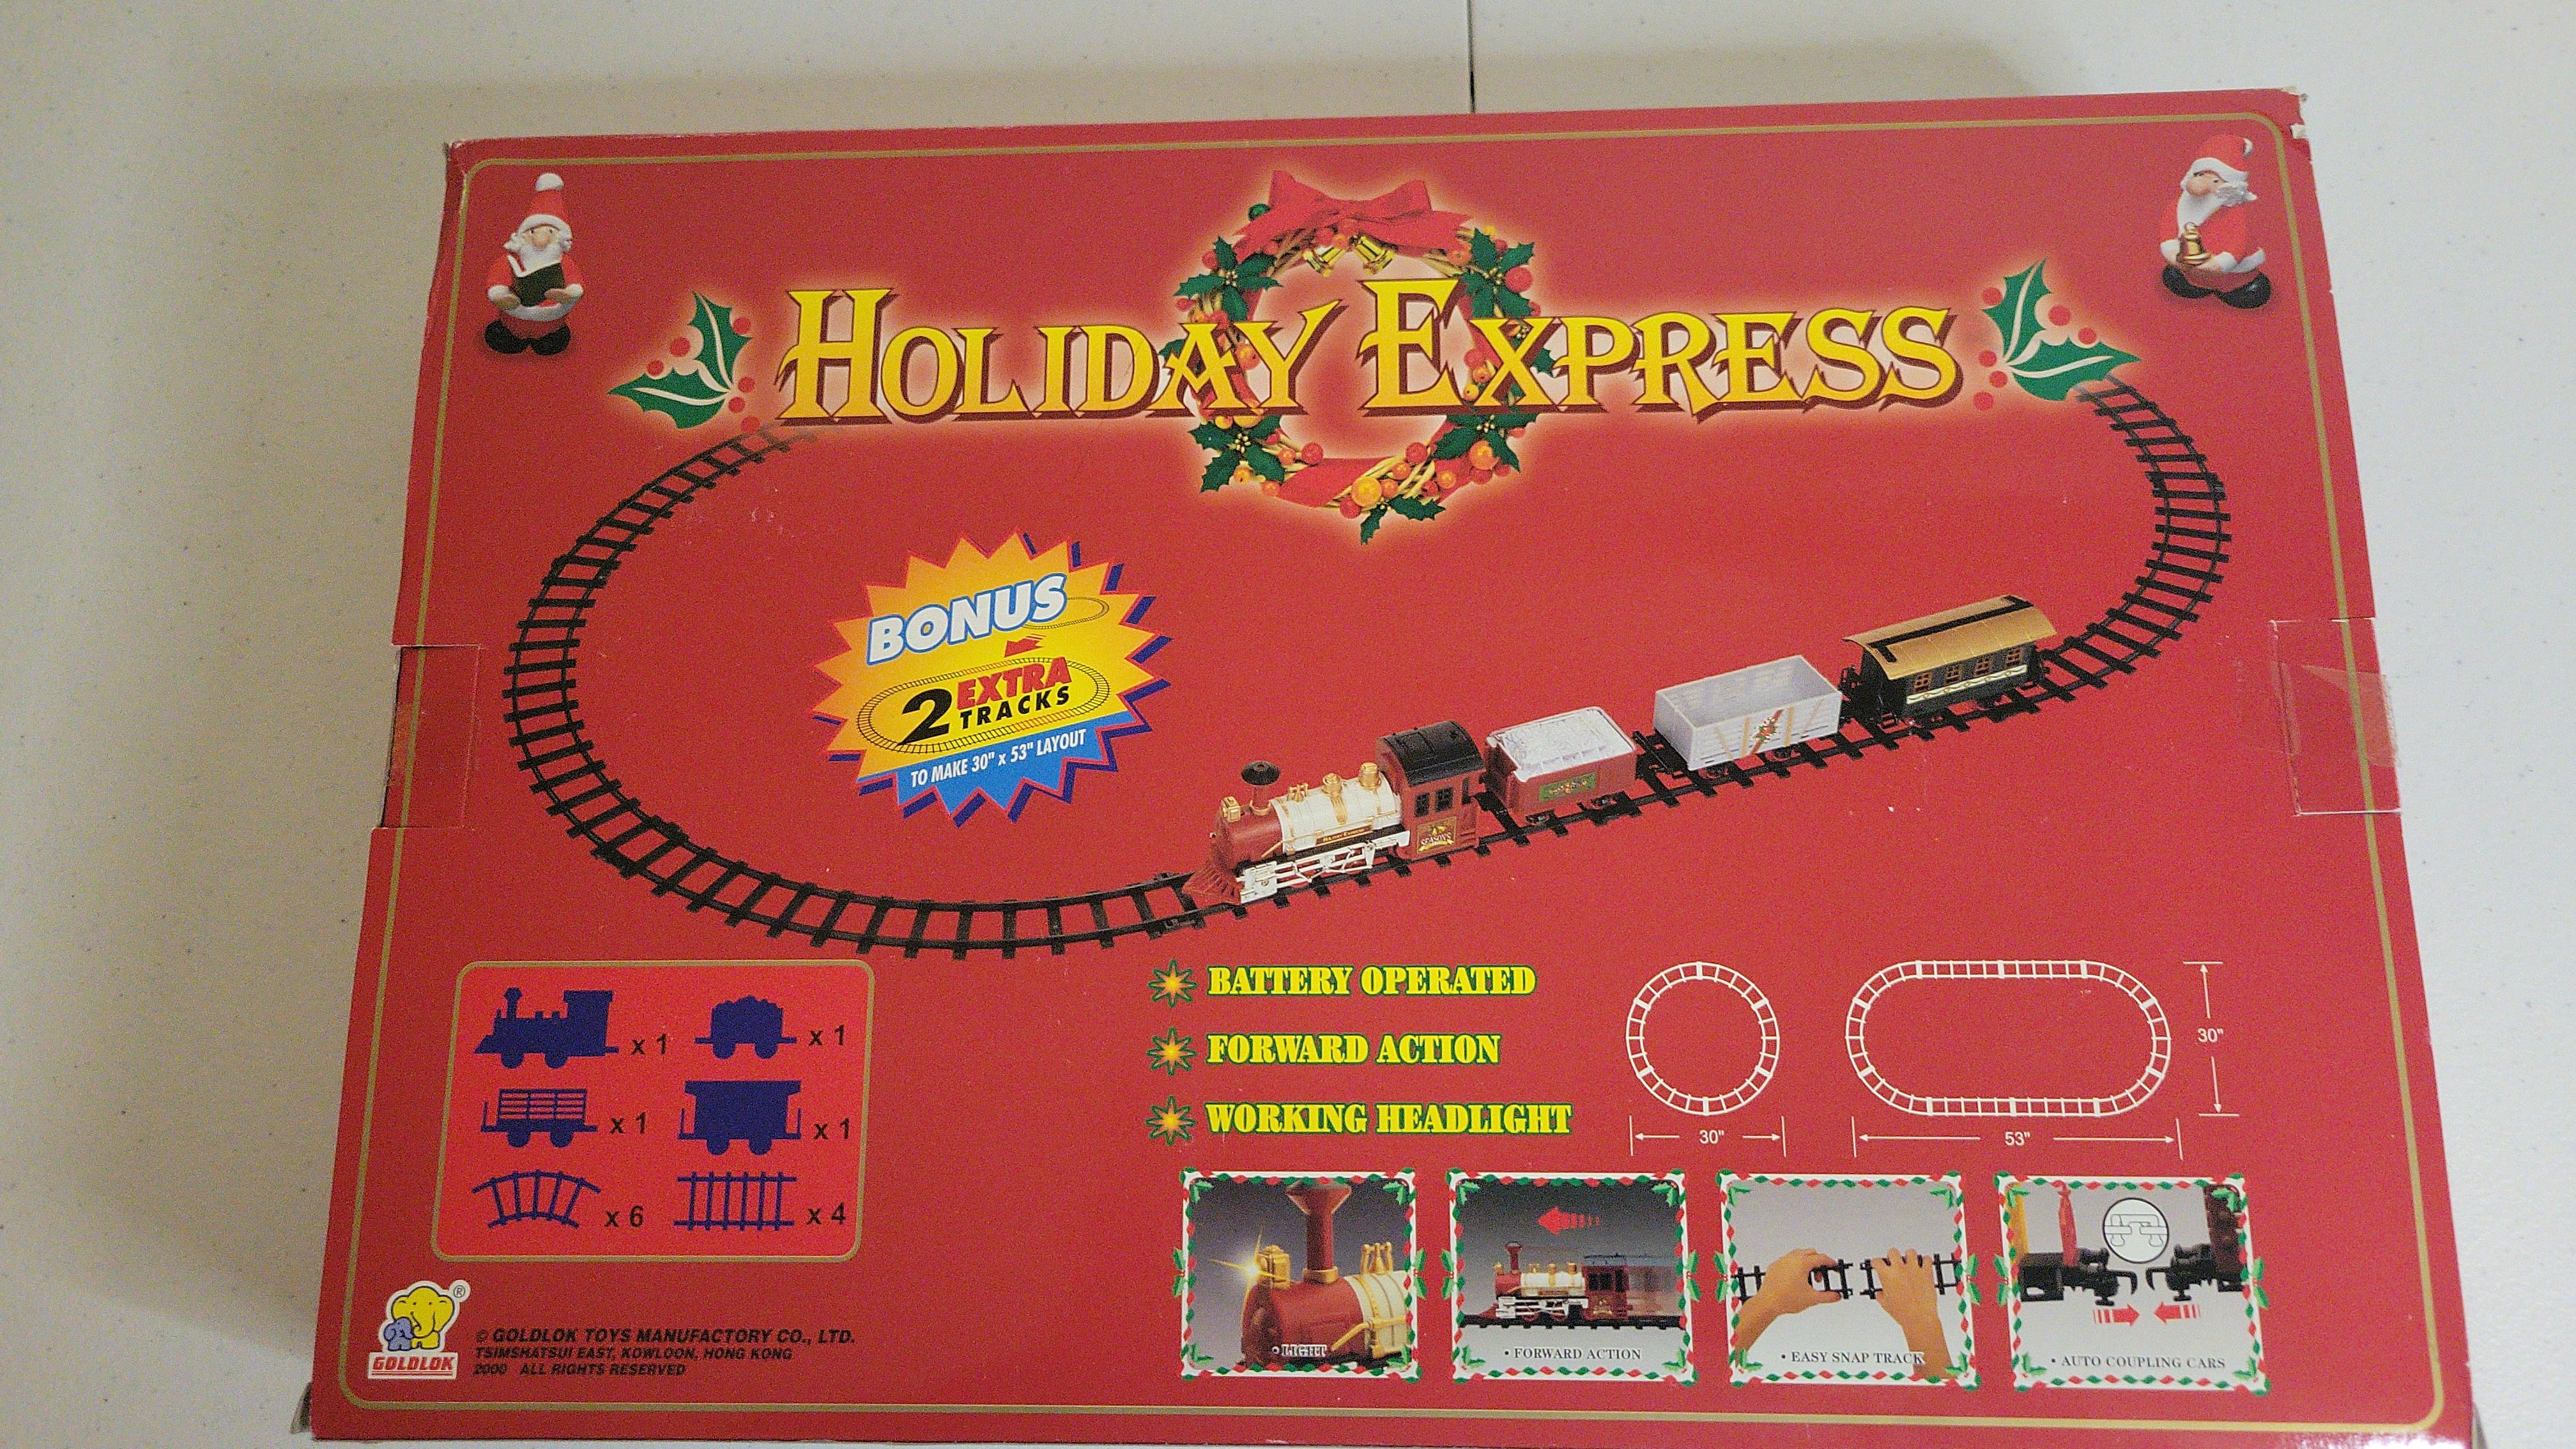 HOLIDAY EXPRESS
BONUS
2 EXTRA
TRACKS
TO MAKE 30" x 53" LAYOUT
SEASONS
BATTERY OPERATED
FORWARD ACTION
WORKING HEADLIGHT
30"
53"
30"
x 1
x 1
x 1
x 1
x 6
x 4
• LIGHT
• FORWARD ACTION
• EASY SNAP TRACK
• AUTO COUPLING CARS
®
GOLDLOK
© GOLDLOK TOYS MANUFACTORY CO., LTD.
TSIMSHATSUI EAST, KOWLOON, HONG KONG
2000 ALL RIGHTS RESERVED